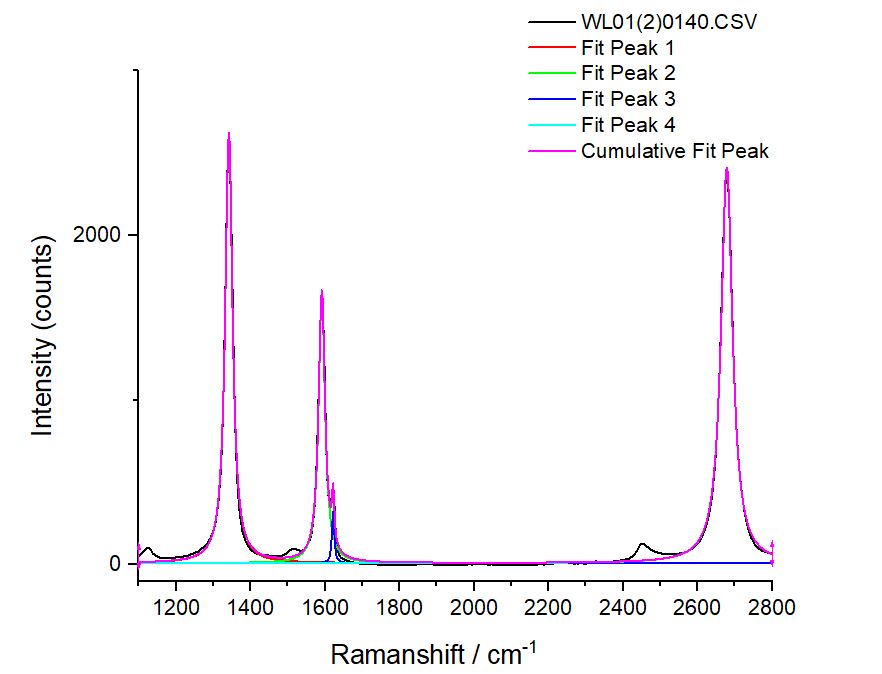 WL01(2)0140.CSV
Fit Peak 1
Fit Peak 2
Fit Peak 3
Fit Peak 4
Cumulative Fit Peak
2000
0
Intensity (counts)
1200 1400 1600 1800 2000 2200 2400 2600 2800
Ramanshift / cm⁻¹